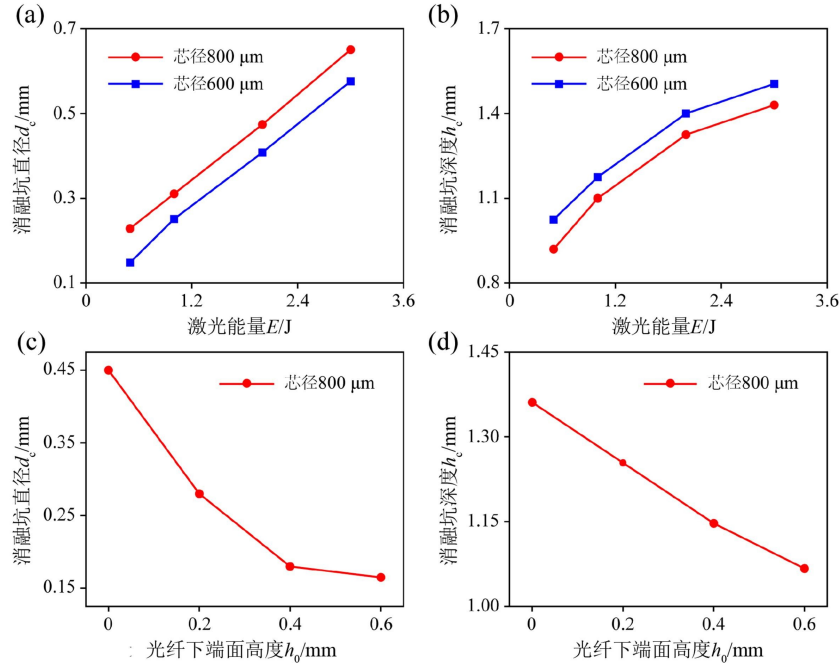 (a)
0.7
0.5
0.3
0.1
消融坑直径dc/mm
芯径800 μm
芯径600 μm
0
1.2
2.4
3.6
激光能量E/J
(b)
1.7
1.4
1.1
0.8
消融坑深度hc/mm
芯径800 μm
芯径600 μm
0
1.2
2.4
3.6
激光能量E/J
(c)
0.45
0.35
0.25
0.15
消融坑直径dc/mm
芯径800 μm
0
0.2
0.4
0.6
光纤下端面高度h0/mm
(d)
1.45
1.30
1.15
1.00
消融坑深度hc/mm
芯径800 μm
0
0.2
0.4
0.6
光纤下端面高度h0/mm